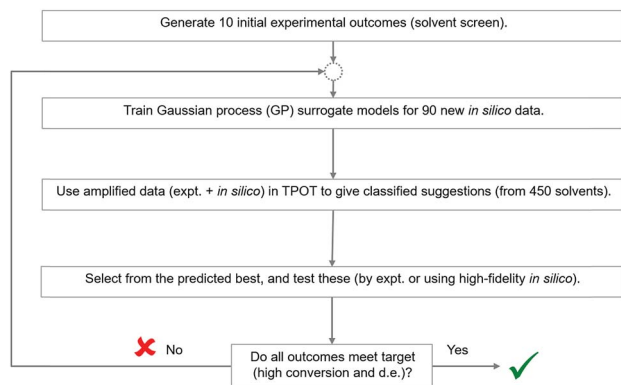 Generate 10 initial experimental outcomes (solvent screen).
Train Gaussian process (GP) surrogate models for 90 new in silico data.
Use amplified data (expt. + in silico) in TPOT to give classified suggestions (from 450 solvents).
Select from the predicted best, and test these (by expt. or using high-fidelity in silico).
No
Do all outcomes meet target
(high conversion and d.e.)?
Yes